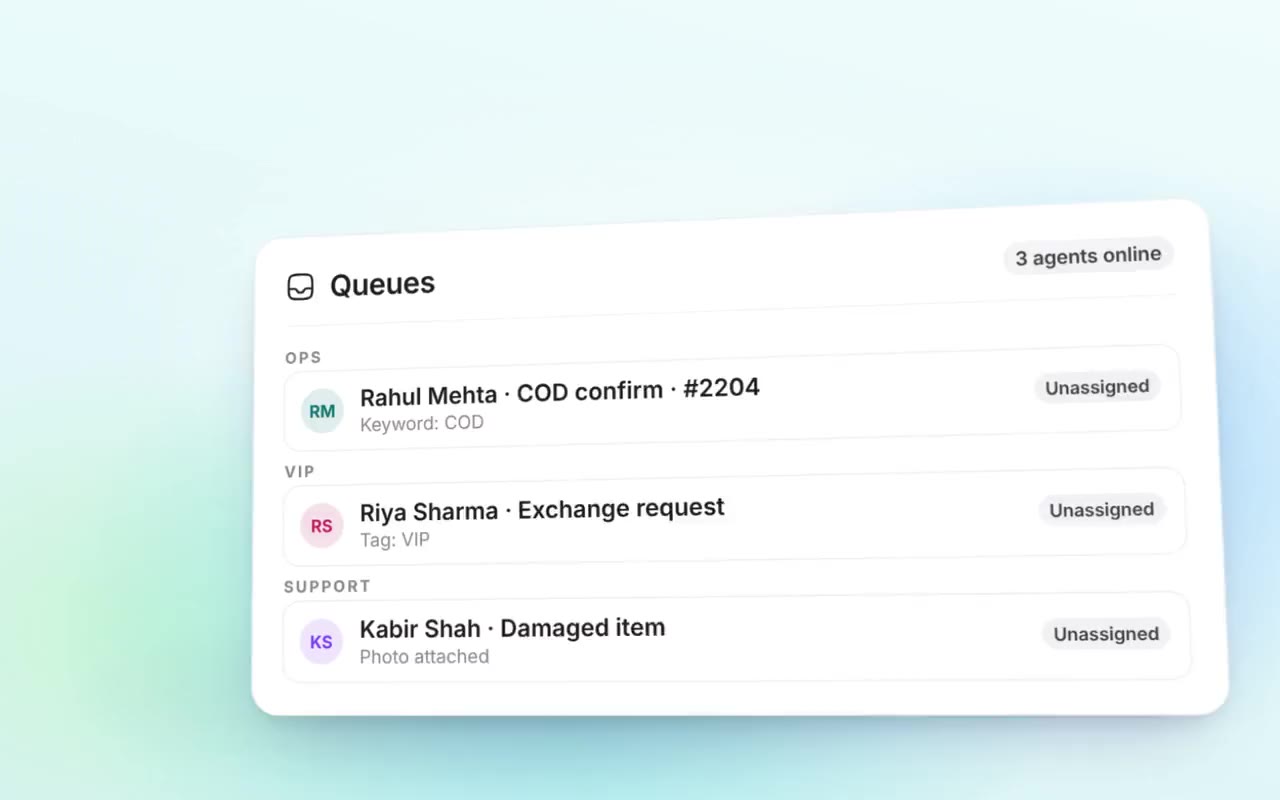 Queues
3 agents online
OPS
RM
Rahul Mehta · COD confirm · #2204
Keyword: COD
Unassigned
VIP
RS
Riya Sharma · Exchange request
Tag: VIP
Unassigned
SUPPORT
KS
Kabir Shah · Damaged item
Photo attached
Unassigned